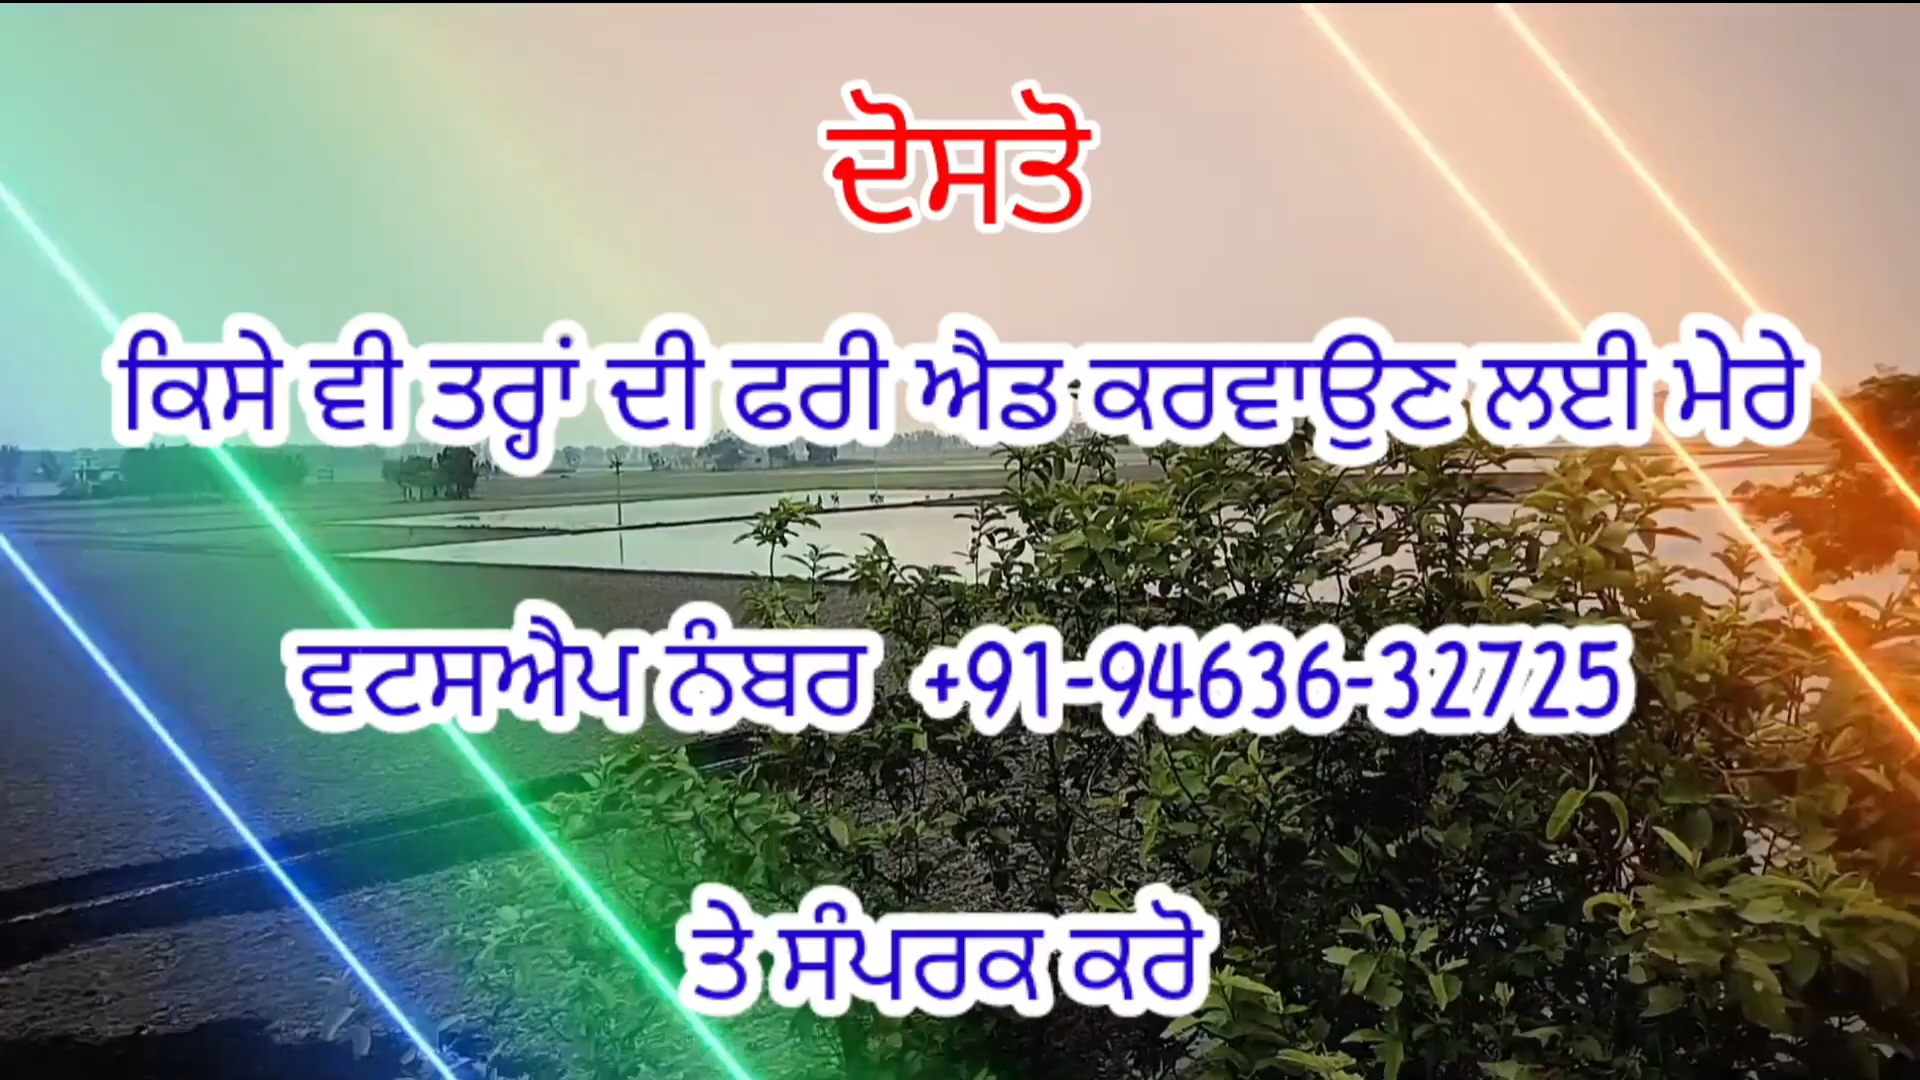 ਦੋਸਤੋ
ਕਿਸੇ ਵੀ ਤਰ੍ਹਾਂ ਦੀ ਫਰੀ ਐਡ ਕਰਵਾਉਣ ਲਈ ਮੇਰੇ
ਵਟਸਐਪ ਨੰਬਰ +91-94636-32725
ਤੇ ਸੰਪਰਕ ਕਰੋ